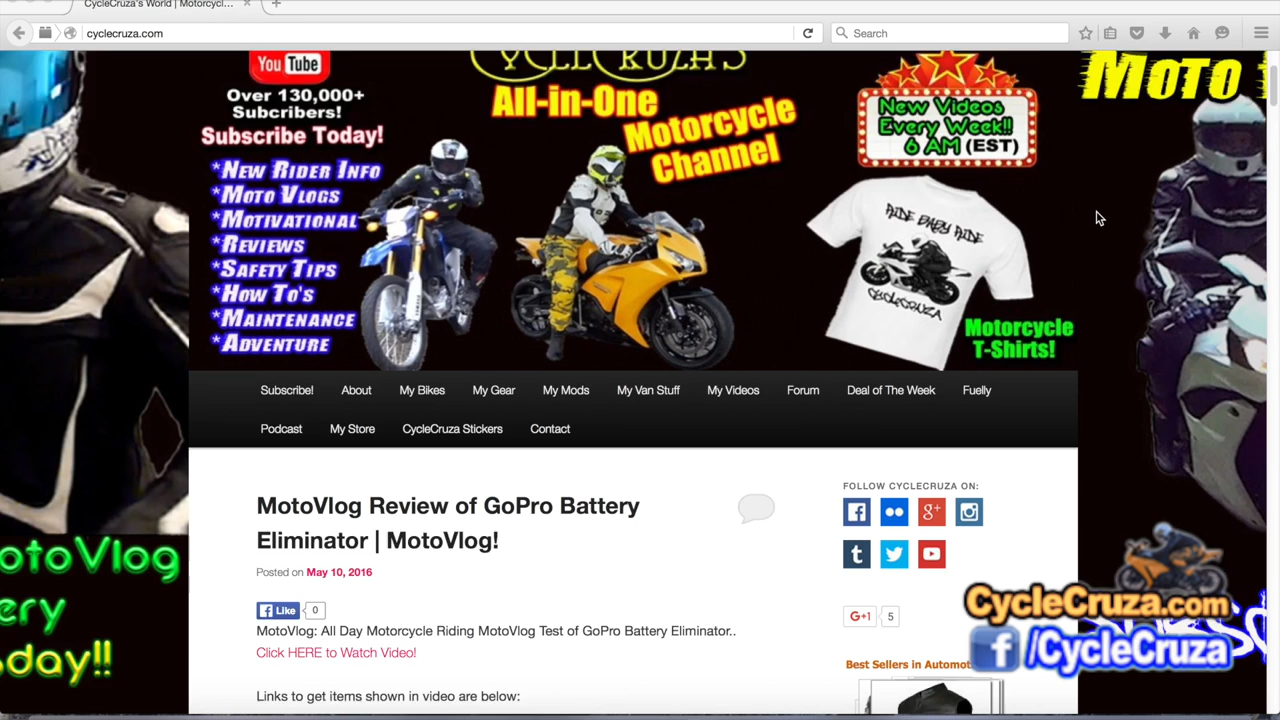 CycleCruza's World | Motorcycl...
cyclecruza.com
Search
You Tube
Over 130,000+
Subcribers!
Subscribe Today!
*New Rider Info
*Moto Vlogs
*Motivational
*Reviews
*Safety Tips
*How To's
*Maintenance
*Adventure
CycleCruza's
All-in-One
Motorcycle
Channel
New Videos
Every Week!!
6 AM (EST)
RIDE BABY RIDE
CYCLECRUZA
Motorcycle
T-Shirts!
Moto
Subscribe! About My Bikes My Gear My Mods My Van Stuff My Videos Forum Deal of The Week Fuelly
Podcast My Store CycleCruza Stickers Contact
MotoVlog Review of GoPro Battery
Eliminator | MotoVlog!
Posted on May 10, 2016
Like 0
MotoVlog: All Day Motorcycle Riding MotoVlog Test of GoPro Battery Eliminator..
Click HERE to Watch Video!
Links to get items shown in video are below:
FOLLOW CYCLECRUZA ON:
G+1 5
Best Sellers in Automot
otoVlog
ery
sday!!
CycleCruza.com
f /CycleCruza